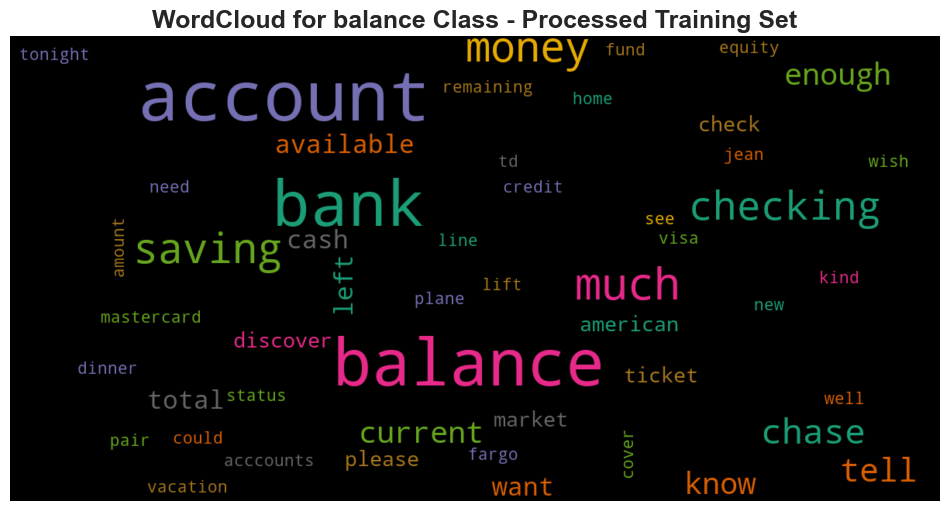 WordCloud for balance Class - Processed Training Set
tonight
money
fund
equity
account
remaining
home
enough
available
check
td
jean
wish
need
bank
credit
see
checking
amount
saving
cash
line
visa
left
plane
lift
much
kind
new
mastercard
discover
american
dinner
balance
ticket
total
status
market
well
pair
could
current
chase
acccounts
please
fargo
cover
vacation
want
know
tell